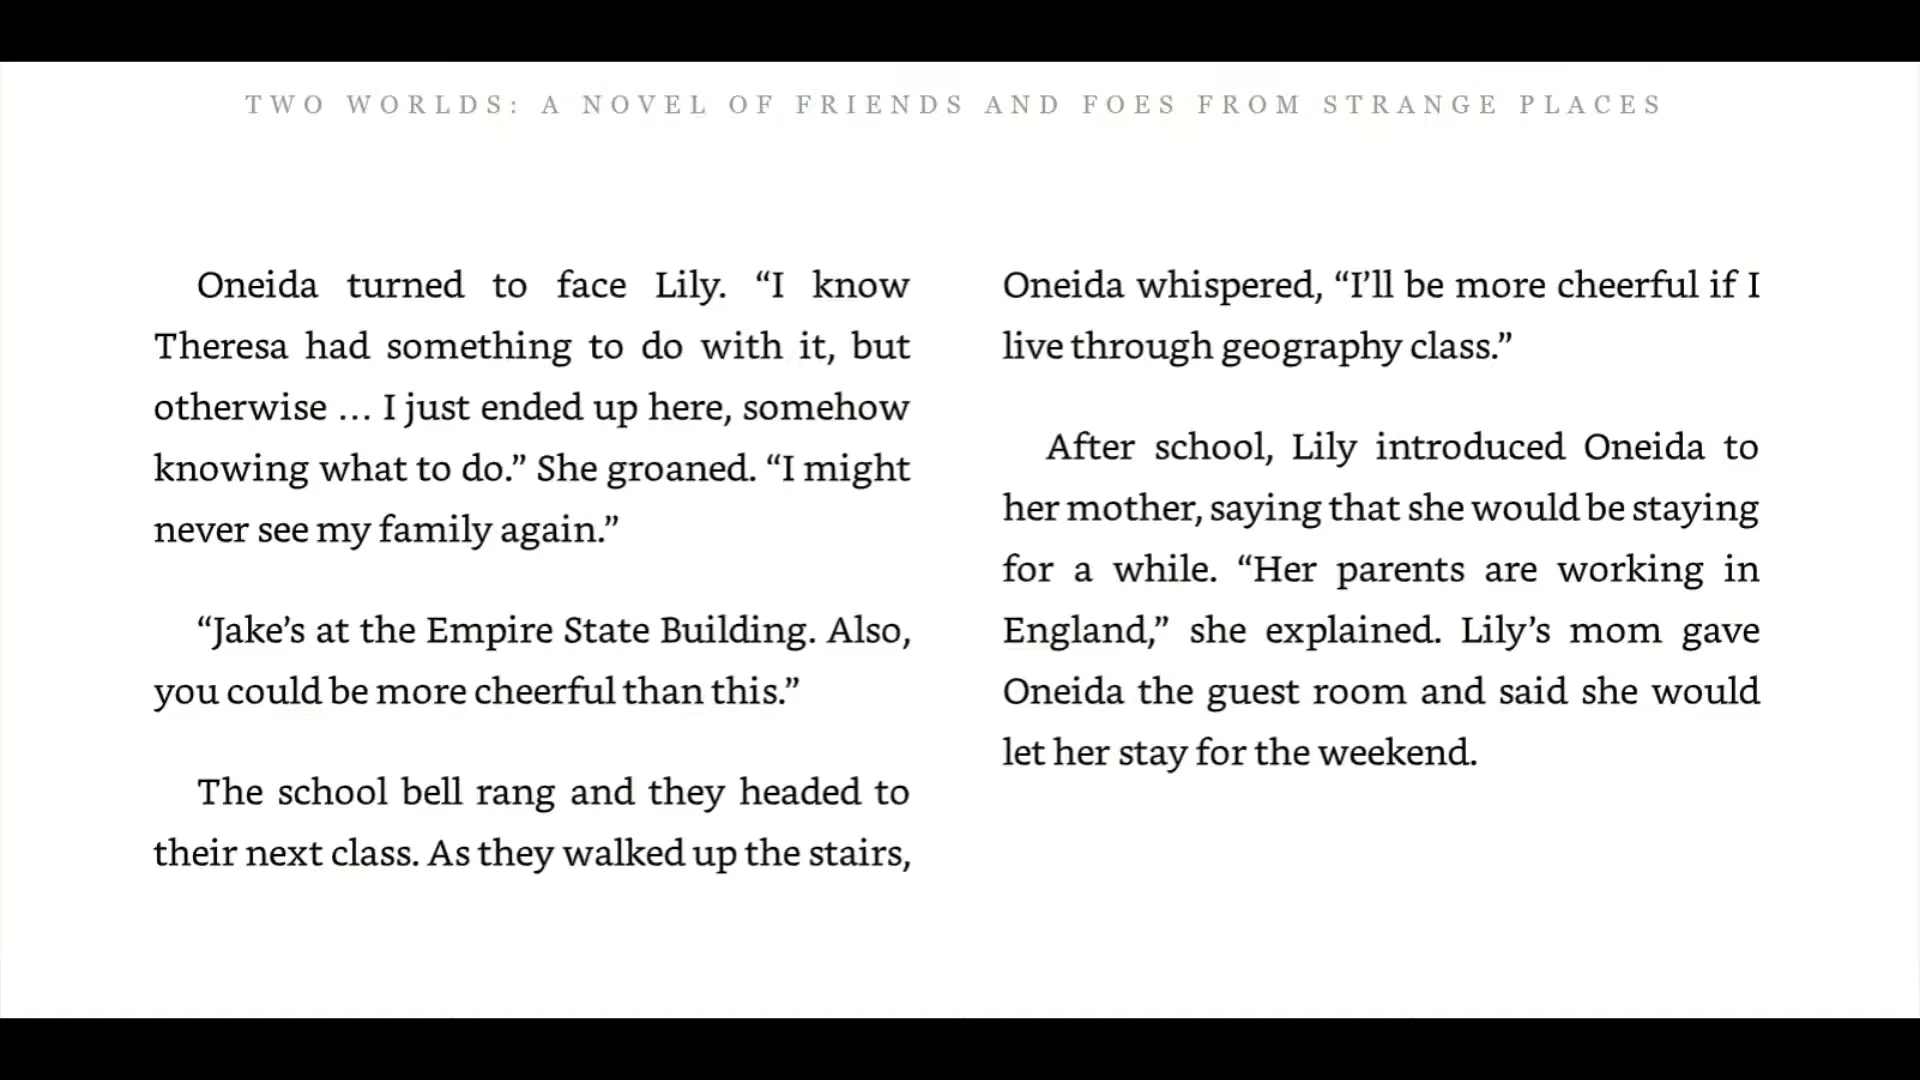 TWO WORLDS: A NOVEL OF FRIENDS AND FOES FROM STRANGE PLACES
Oneida turned to face Lily. “I know
Theresa had something to do with it, but
otherwise … I just ended up here, somehow
knowing what to do.” She groaned. “I might
never see my family again.”
“Jake’s at the Empire State Building. Also,
you could be more cheerful than this.”
The school bell rang and they headed to
their next class. As they walked up the stairs,
Oneida whispered, “I’ll be more cheerful if I
live through geography class.”
After school, Lily introduced Oneida to
her mother, saying that she would be staying
for a while. “Her parents are working in
England,” she explained. Lily’s mom gave
Oneida the guest room and said she would
let her stay for the weekend.